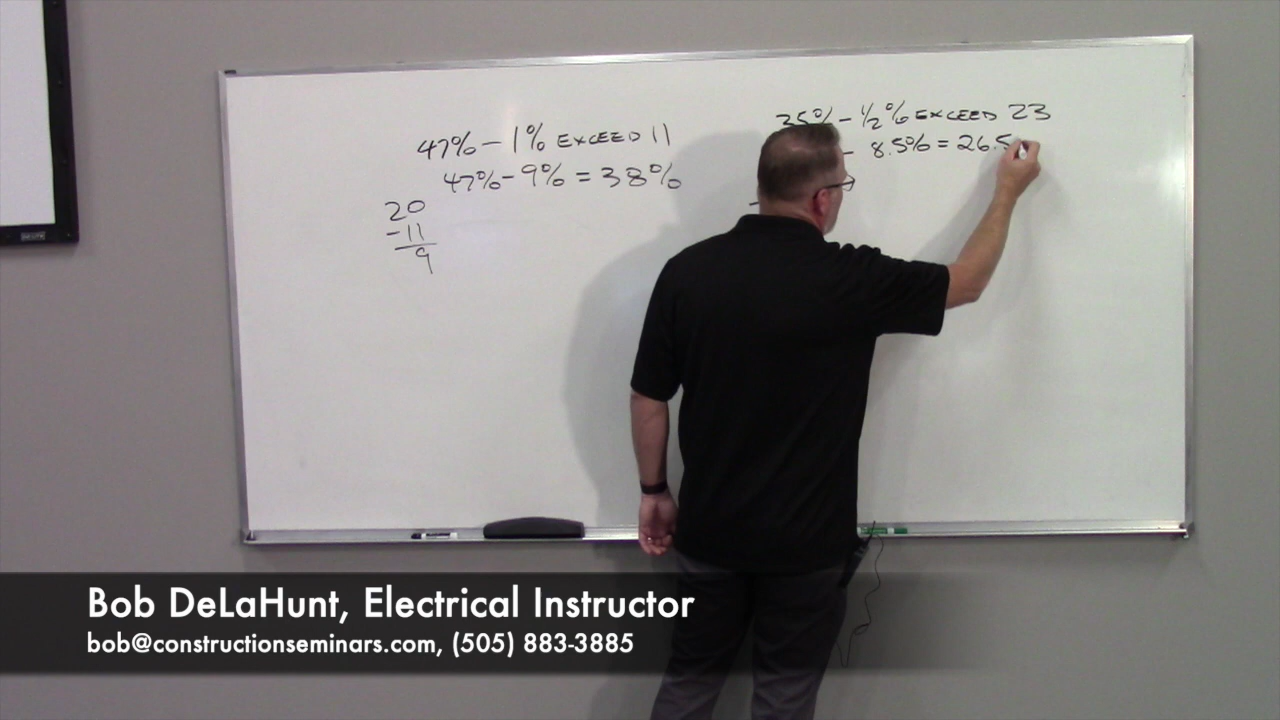 47% - 1% EXCEED 11
47% - 9% = 38%
20
-11
9
35% - 1/2% EXCEED 23
- 8.5% = 26.5
Bob DeLaHunt, Electrical Instructor
bob@constructionseminars.com, (505) 883-3885